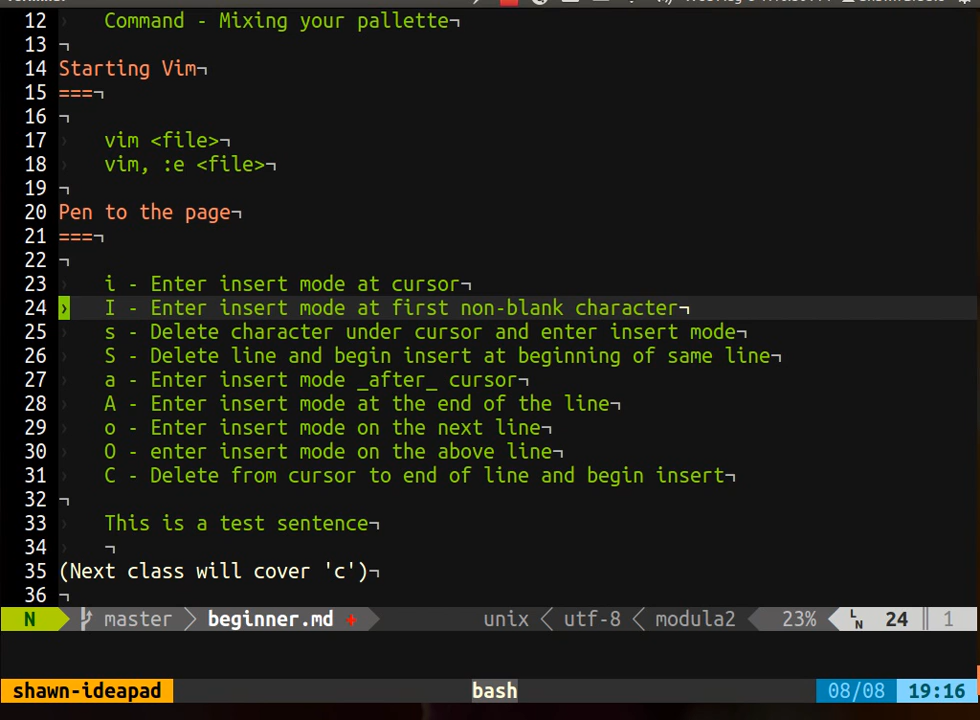 12 Command - Mixing your pallette¬
13 ¬
14 Starting Vim¬
15 ===¬
16 ¬
17 › vim <file>¬
18 › vim, :e <file>¬
19 ¬
20 Pen to the page¬
21 ===¬
22 ¬
23 › i - Enter insert mode at cursor¬
24 › I - Enter insert mode at first non-blank character¬
25 › s - Delete character under cursor and enter insert mode¬
26 › S - Delete line and begin insert at beginning of same line¬
27 › a - Enter insert mode _after_ cursor¬
28 › A - Enter insert mode at the end of the line¬
29 › o - Enter insert mode on the next line¬
30 › O - enter insert mode on the above line¬
31 › C - Delete from cursor to end of line and begin insert¬
32 ¬
33 › This is a test sentence¬
34 › ¬
35 (Next class will cover 'c')¬
36 ¬
N master beginner.md + unix utf-8 modula2 23% LN 24 1
shawn-ideapad bash 08/08 19:16